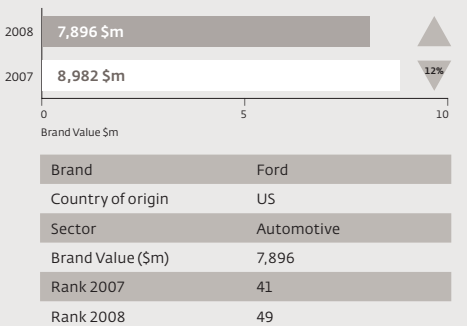 2008 7,896 $m
2007 8,982 $m 12%
0 5 10
Brand Value $m
Brand Ford
Country of origin US
Sector Automotive
Brand Value ($m) 7,896
Rank 2007 41
Rank 2008 49